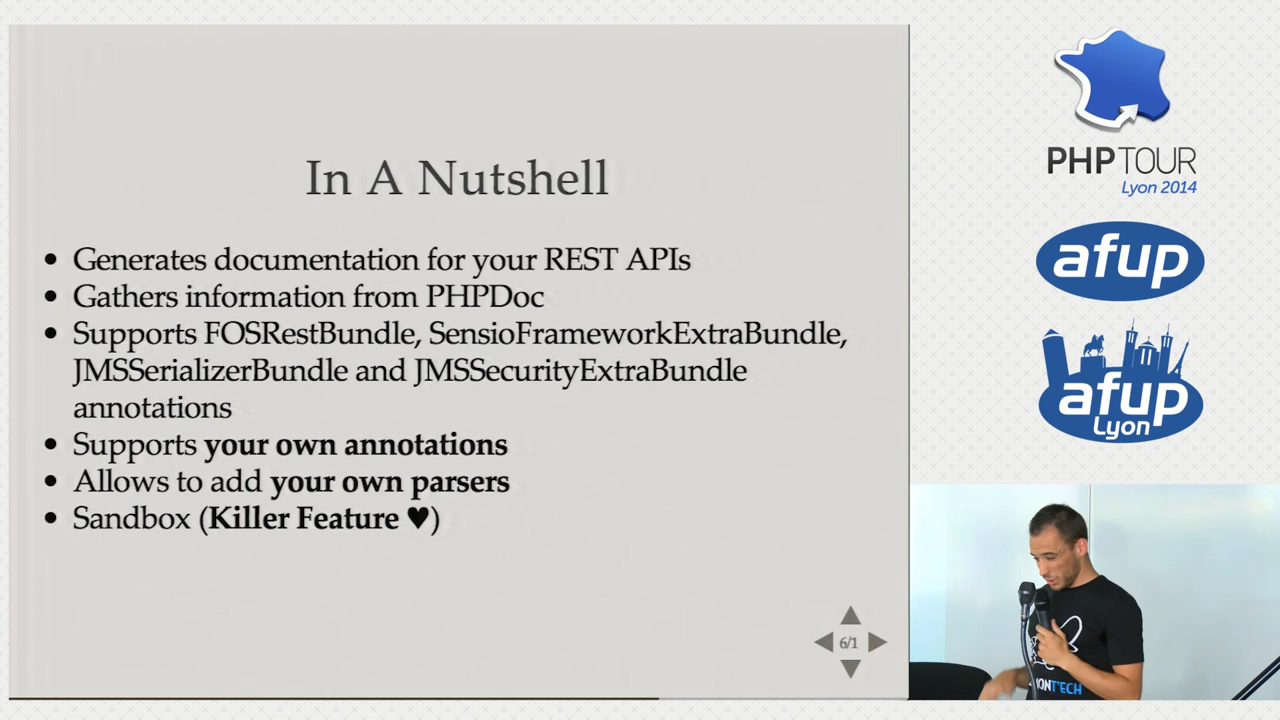 In A Nutshell
Generates documentation for your REST APIs
Gathers information from PHPDoc
Supports FOSRestBundle, SensioFrameworkExtraBundle,
JMSSerializerBundle and JMSSecurityExtraBundle
annotations
Supports your own annotations
Allows to add your own parsers
Sandbox (Killer Feature ♥)
6/1
PHPTOUR
Lyon 2014
afup
afup
Lyon